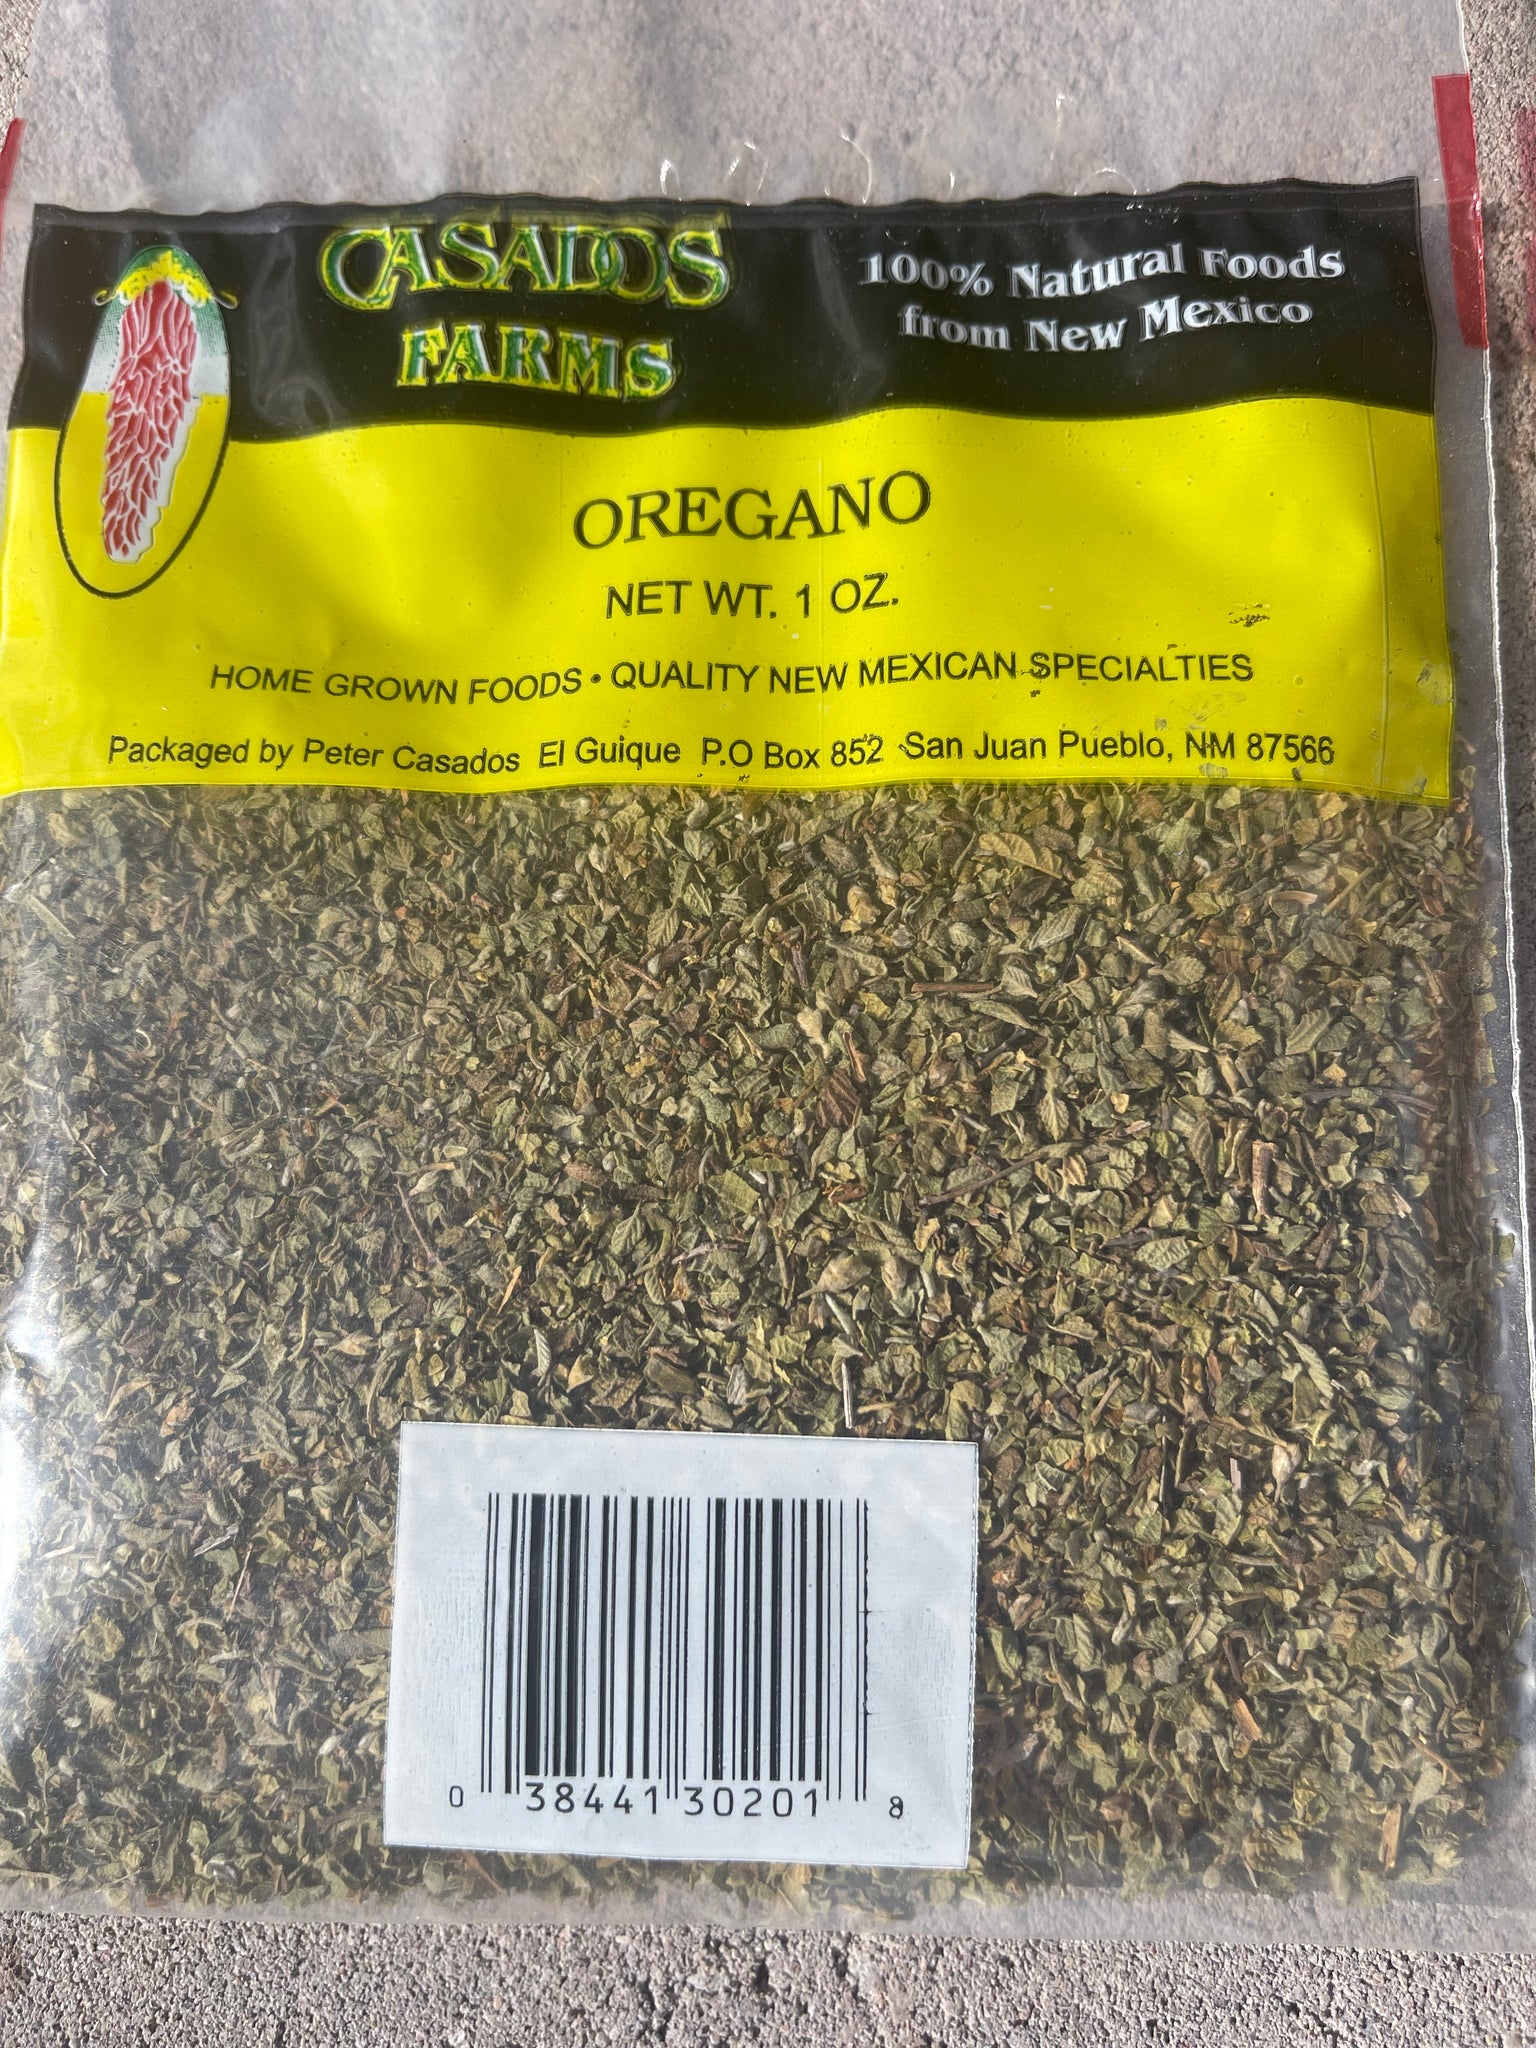 CASADOS
FARMS
100% Natural Foods
from New Mexico
OREGANO
NET WT. 1 OZ.
HOME GROWN FOODS • QUALITY NEW MEXICAN SPECIALTIES
Packaged by Peter Casados El Guique P.O Box 852 San Juan Pueblo, NM 87566
0 38441 30201 8